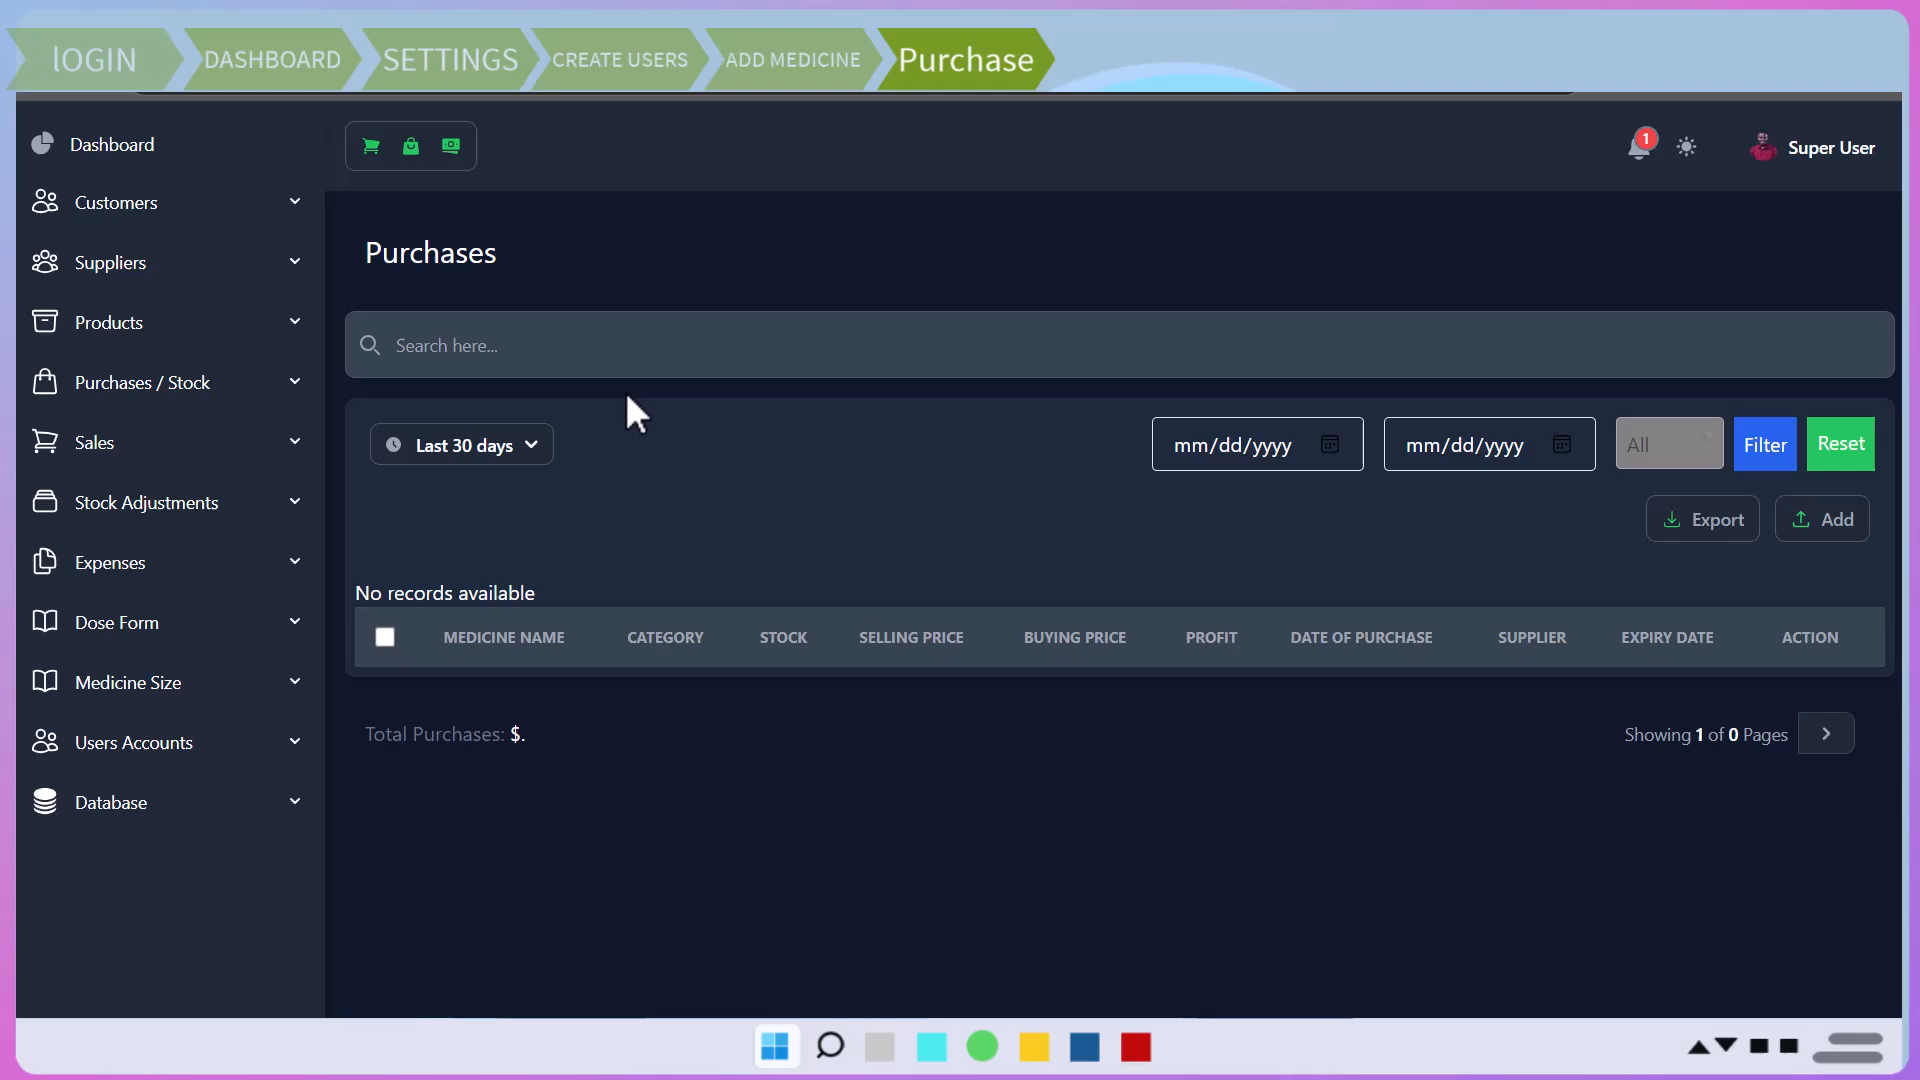 lOGIN
DASHBOARD
SETTINGS
CREATE USERS
ADD MEDICINE
Purchase
Dashboard
Customers
Suppliers
Products
Purchases / Stock
Sales
Stock Adjustments
Expenses
Dose Form
Medicine Size
Users Accounts
Database
1
Super User
Purchases
Search here...
Last 30 days
mm/dd/yyyy
mm/dd/yyyy
All
Filter
Reset
Export
Add
No records available
MEDICINE NAME
CATEGORY
STOCK
SELLING PRICE
BUYING PRICE
PROFIT
DATE OF PURCHASE
SUPPLIER
EXPIRY DATE
ACTION
Total Purchases: $.
Showing 1 of 0 Pages